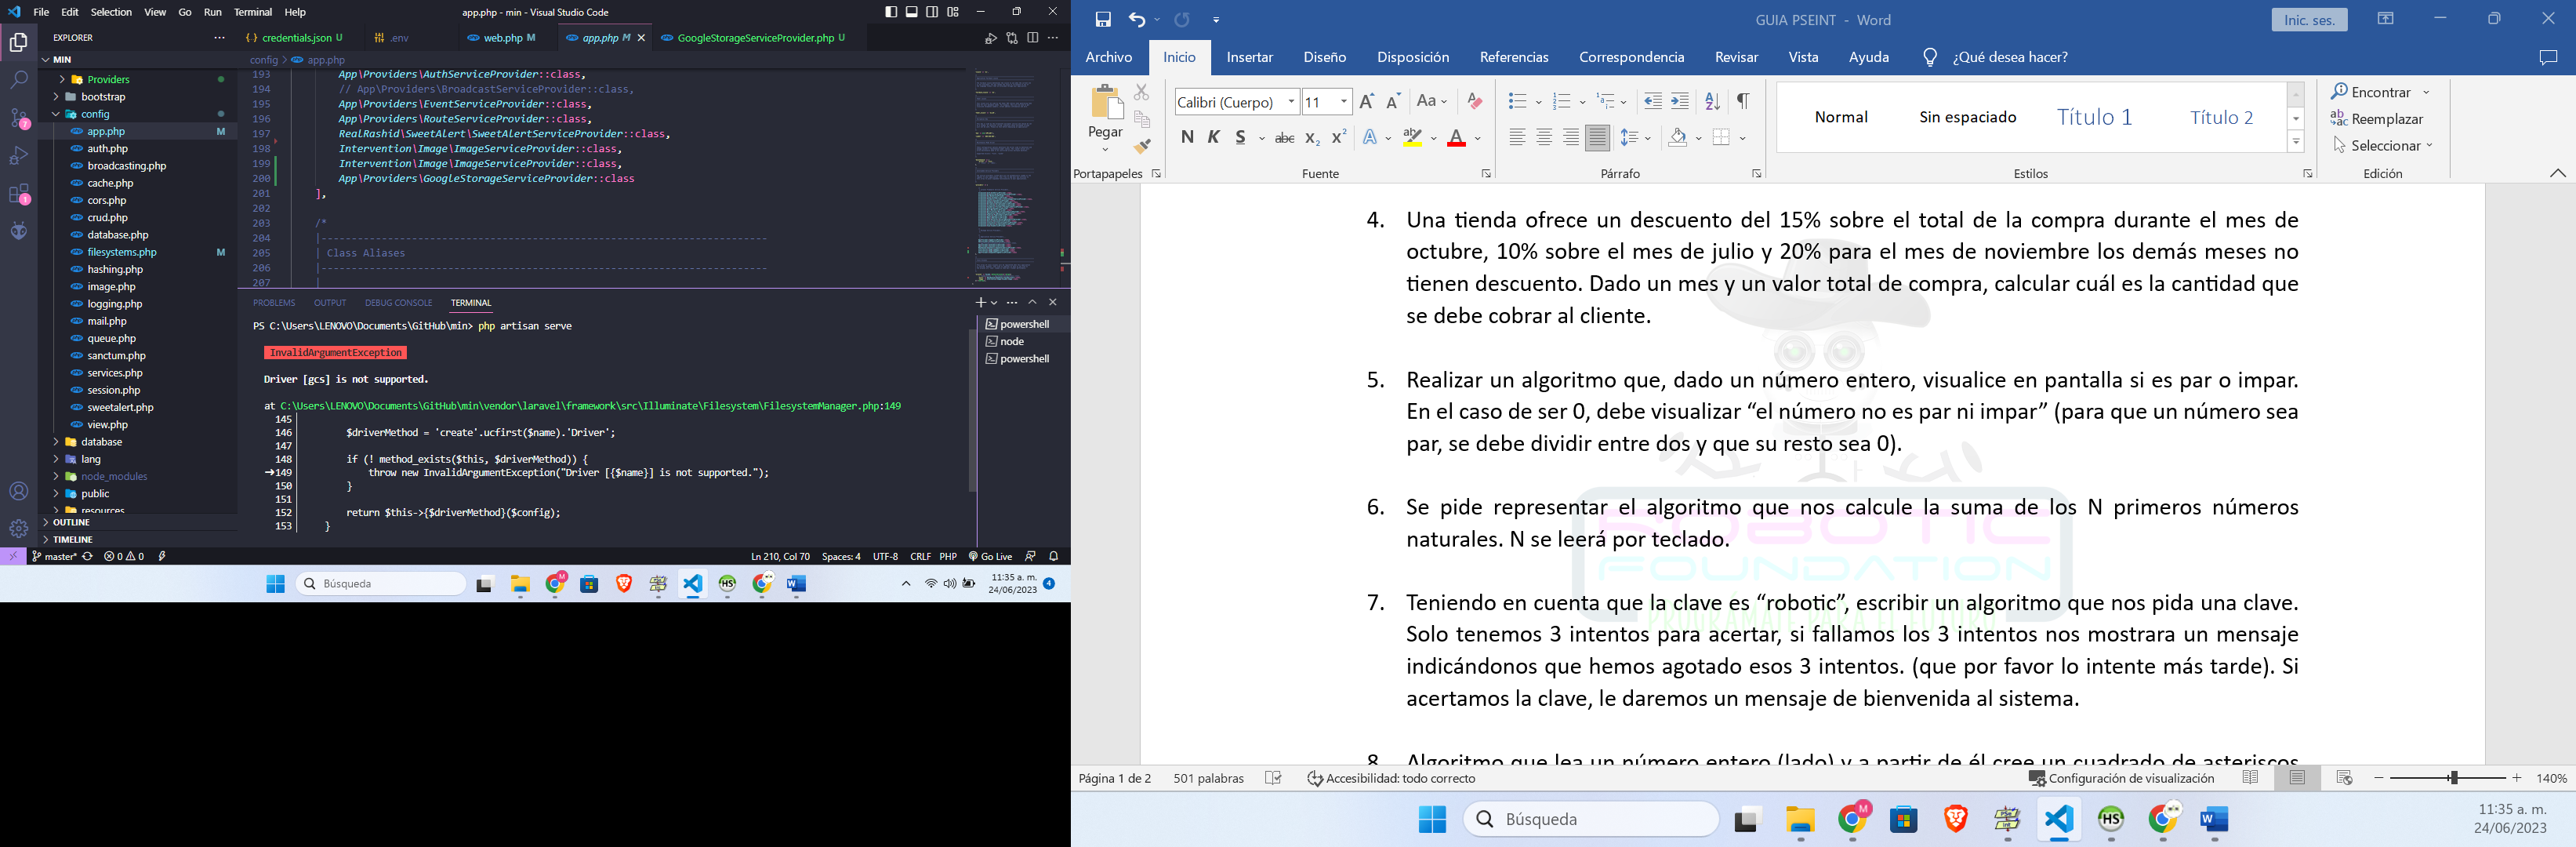 File Edit Selection View Go Run Terminal Help
app.php - min - Visual Studio Code
EXPLORER
MIN
Providers
bootstrap
config
app.php M
auth.php
broadcasting.php
cache.php
cors.php
crud.php
database.php
filesystems.php M
hashing.php
image.php
logging.php
mail.php
queue.php
sanctum.php
services.php
session.php
sweetalert.php
view.php
database
lang
node_modules
public
resources
OUTLINE
TIMELINE
{ } credentials.json U .env web.php M app.php M GoogleStorageServiceProvider.php U
config > app.php
193 App\Providers\AuthServiceProvider::class,
194 // App\Providers\BroadcastServiceProvider::class,
195 App\Providers\EventServiceProvider::class,
196 App\Providers\RouteServiceProvider::class,
197 RealRashid\SweetAlert\SweetAlertServiceProvider::class,
198 Intervention\Image\ImageServiceProvider::class,
199 Intervention\Image\ImageServiceProvider::class,
200 App\Providers\GoogleStorageServiceProvider::class
201 ],
202
203 /*
204 |--------------------------------------------------------------------------
205 | Class Aliases
206 |--------------------------------------------------------------------------
207 |
PROBLEMS OUTPUT DEBUG CONSOLE TERMINAL
PS C:\Users\LENOVO\Documents\GitHub\min> php artisan serve
InvalidArgumentException
Driver [gcs] is not supported.
at C:\Users\LENOVO\Documents\GitHub\min\vendor\laravel\framework\src\Illuminate\Filesystem\FilesystemManager.php:149
145
146 $driverMethod = 'create'.ucfirst($name).'Driver';
147
148 if (! method_exists($this, $driverMethod)) {
➜149 throw new InvalidArgumentException("Driver [{$name}] is not supported.");
150 }
151
152 return $this->{$driverMethod}($config);
153 }
powershell
node
powershell
master* 0 0 Ln 210, Col 70 Spaces: 4 UTF-8 CRLF PHP Go Live
Búsqueda
11:35 a. m.
24/06/2023
4
GUIA PSEINT - Word
Inic. ses.
Archivo Inicio Insertar Diseño Disposición Referencias Correspondencia Revisar Vista Ayuda ¿Qué desea hacer?
Pegar
Calibri (Cuerpo) 11
Aa
N K S abc x₂ x² A A
Normal Sin espaciado Título 1 Título 2
Encontrar
Reemplazar
Seleccionar
Portapapeles Fuente Párrafo Estilos Edición
4. Una tienda ofrece un descuento del 15% sobre el total de la compra durante el mes de
octubre, 10% sobre el mes de julio y 20% para el mes de noviembre los demás meses no
tienen descuento. Dado un mes y un valor total de compra, calcular cuál es la cantidad que
se debe cobrar al cliente.
5. Realizar un algoritmo que, dado un número entero, visualice en pantalla si es par o impar.
En el caso de ser 0, debe visualizar “el número no es par ni impar” (para que un número sea
par, se debe dividir entre dos y que su resto sea 0).
6. Se pide representar el algoritmo que nos calcule la suma de los N primeros números
naturales. N se leerá por teclado.
ROBOTIC
FOUNDATION
7. Teniendo en cuenta que la clave es “robotic”, escribir un algoritmo que nos pida una clave.
Solo tenemos 3 intentos para acertar, si fallamos los 3 intentos nos mostrara un mensaje
indicándonos que hemos agotado esos 3 intentos. (que por favor lo intente más tarde). Si
acertamos la clave, le daremos un mensaje de bienvenida al sistema.
8. Algoritmo que lea un número entero (lado) y a partir de él cree un cuadrado de asteriscos
Página 1 de 2 501 palabras Accesibilidad: todo correcto Configuración de visualización 140%
Búsqueda
11:35 a. m.
24/06/2023